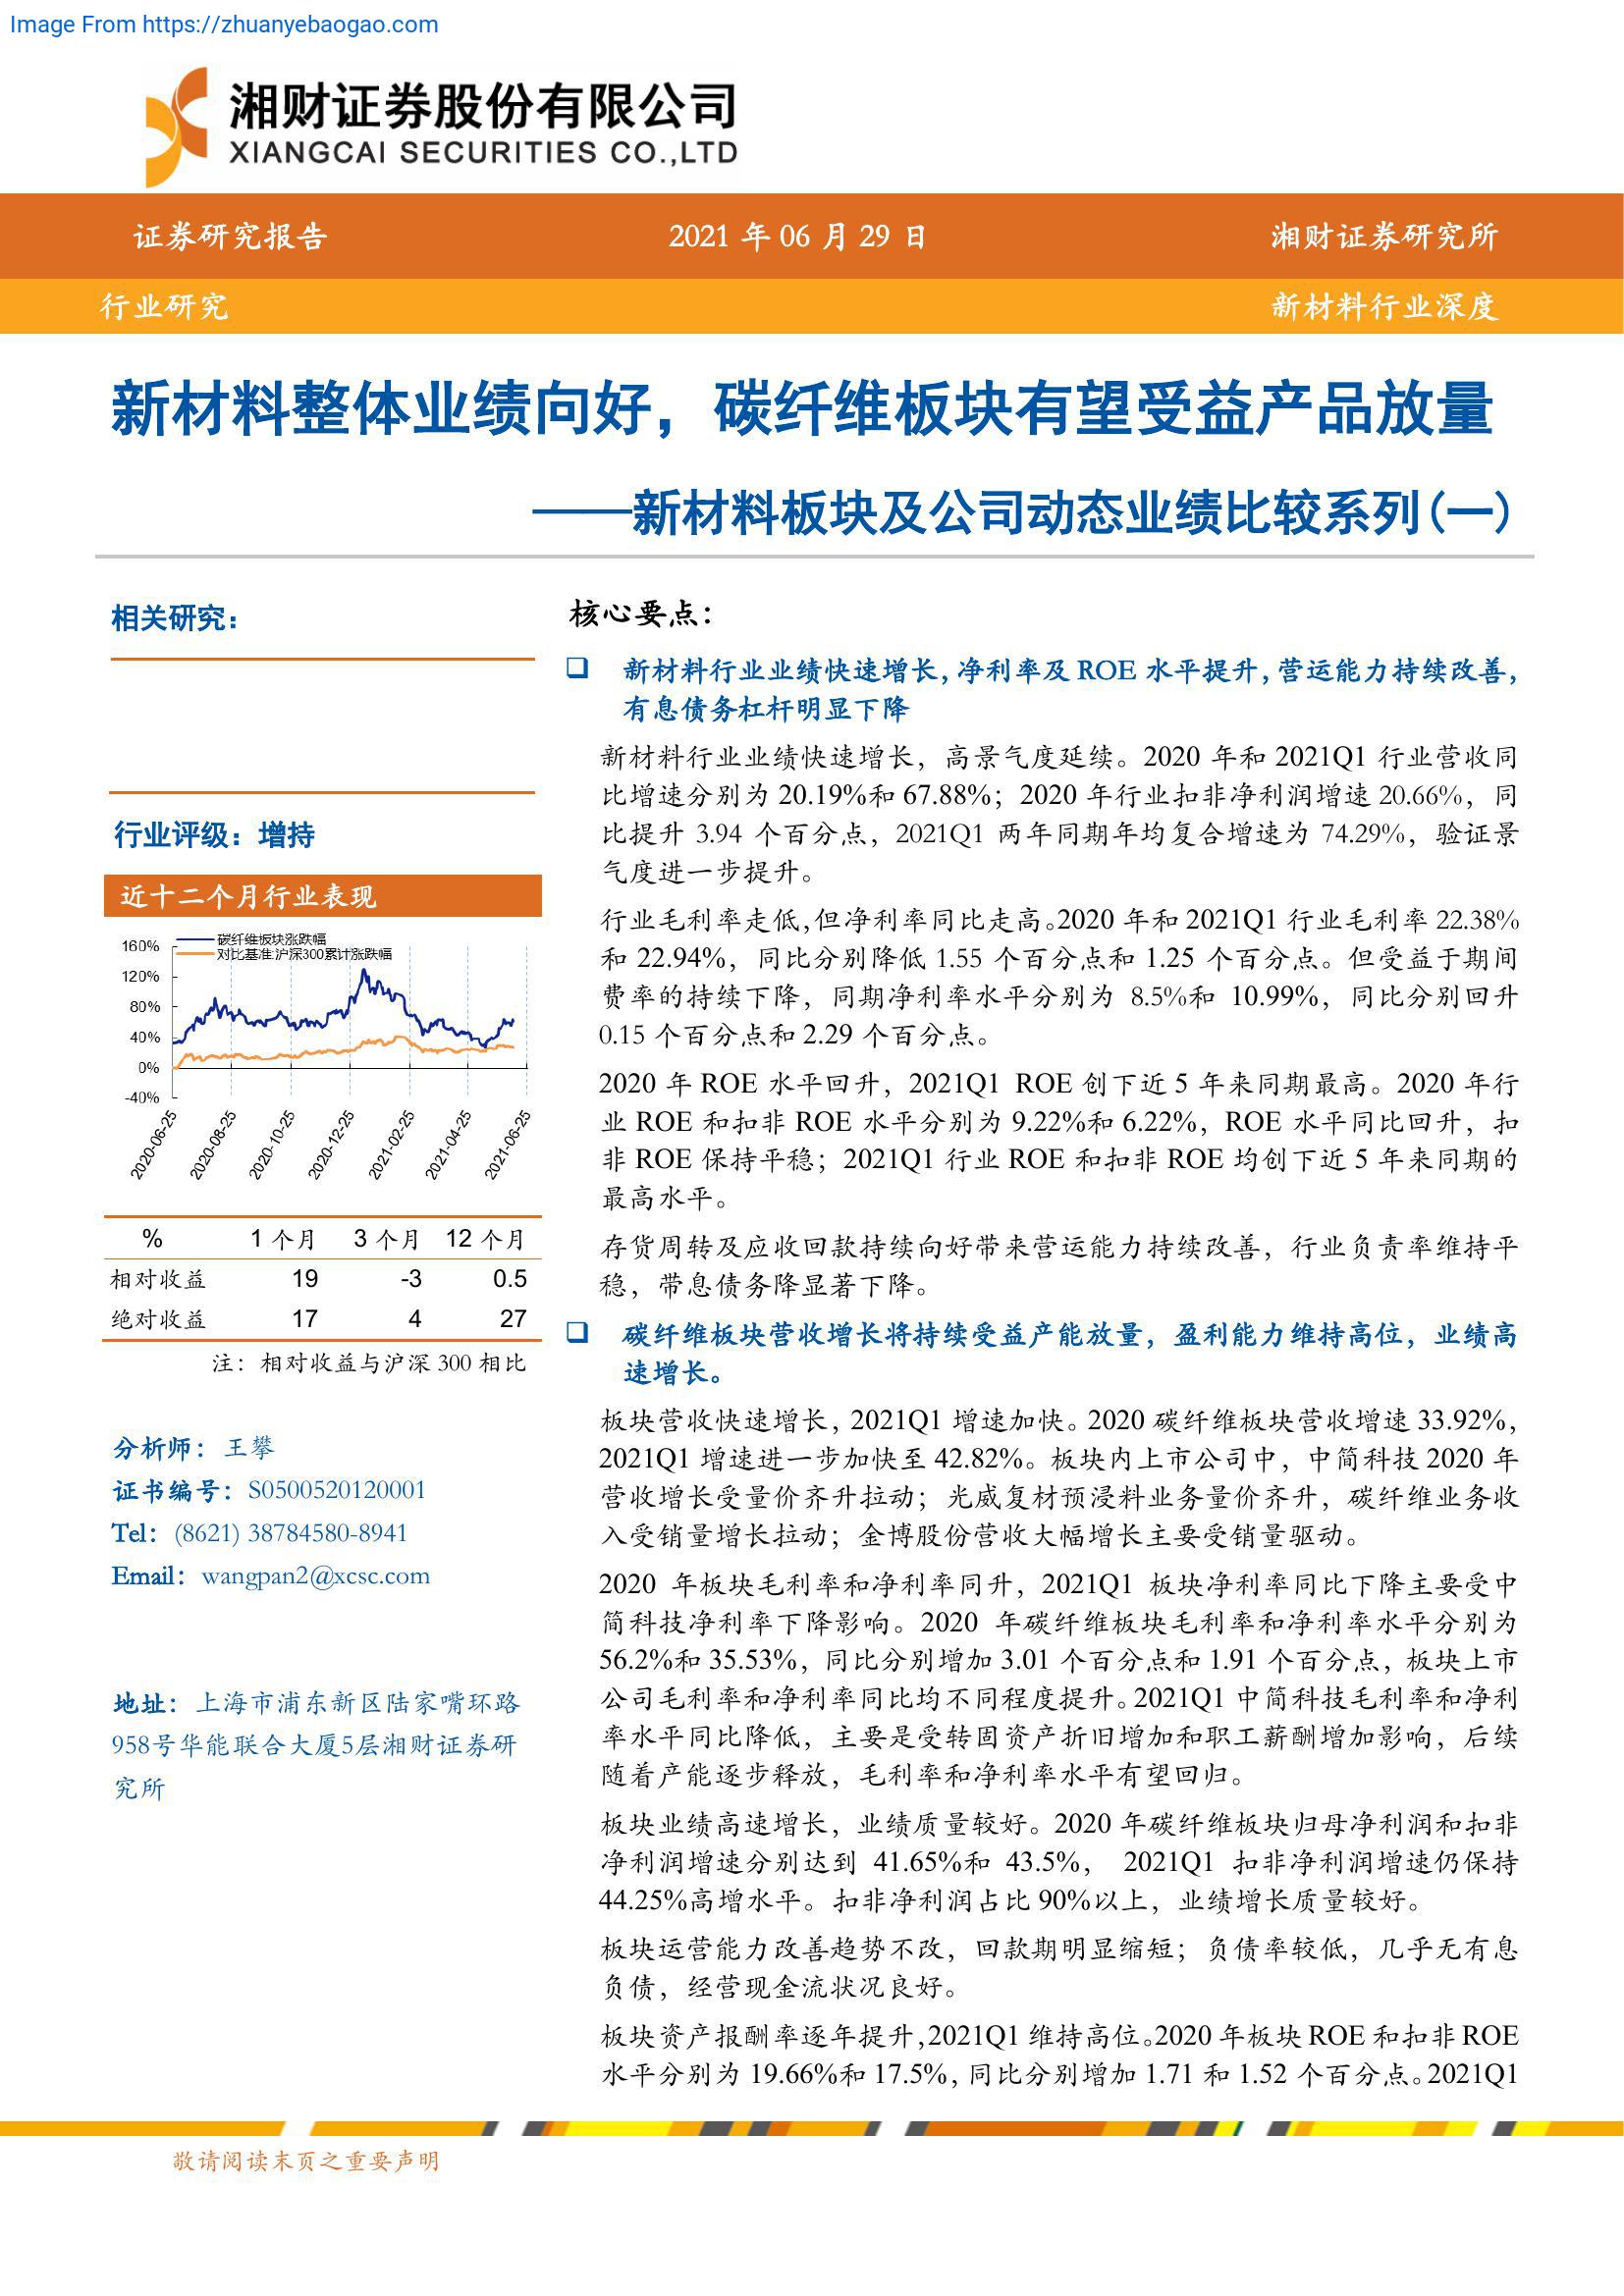 Image From https://zhuanyebaogao.com
湘财证券股份有限公司
XIANGCAI SECURITIES CO.,LTD
证券研究报告 2021 年 06 月 29 日 湘财证券研究所
行业研究 新材料行业深度
新材料整体业绩向好，碳纤维板块有望受益产品放量
——新材料板块及公司动态业绩比较系列(一)
相关研究：
行业评级：增持
近十二个月行业表现
碳纤维板块涨跌幅
对比基准:沪深300累计涨跌幅
160%
120%
80%
40%
0%
-40%
2020-06-25 2020-08-25 2020-10-25 2020-12-25 2021-02-25 2021-04-25 2021-06-25
% 1 个月 3 个月 12 个月
相对收益 19 -3 0.5
绝对收益 17 4 27
注：相对收益与沪深 300 相比
分析师：王攀
证书编号：S0500520120001
Tel：(8621) 38784580-8941
Email：wangpan2@xcsc.com
地址：上海市浦东新区陆家嘴环路
958号华能联合大厦5层湘财证券研
究所
核心要点：
❑ 新材料行业业绩快速增长，净利率及 ROE 水平提升，营运能力持续改善，
有息债务杠杆明显下降
新材料行业业绩快速增长，高景气度延续。2020 年和 2021Q1 行业营收同
比增速分别为 20.19%和 67.88%；2020 年行业扣非净利润增速 20.66%，同
比提升 3.94 个百分点，2021Q1 两年同期年均复合增速为 74.29%，验证景
气度进一步提升。
行业毛利率走低，但净利率同比走高。2020 年和 2021Q1 行业毛利率 22.38%
和 22.94%，同比分别降低 1.55 个百分点和 1.25 个百分点。但受益于期间
费率的持续下降，同期净利率水平分别为 8.5%和 10.99%，同比分别回升
0.15 个百分点和 2.29 个百分点。
2020 年 ROE 水平回升，2021Q1 ROE 创下近 5 年来同期最高。2020 年行
业 ROE 和扣非 ROE 水平分别为 9.22%和 6.22%，ROE 水平同比回升，扣
非 ROE 保持平稳；2021Q1 行业 ROE 和扣非 ROE 均创下近 5 年来同期的
最高水平。
存货周转及应收回款持续向好带来营运能力持续改善，行业负责率维持平
稳，带息债务降显著下降。
❑ 碳纤维板块营收增长将持续受益产能放量，盈利能力维持高位，业绩高
速增长。
板块营收快速增长，2021Q1 增速加快。2020 碳纤维板块营收增速 33.92%，
2021Q1 增速进一步加快至 42.82%。板块内上市公司中，中简科技 2020 年
营收增长受量价齐升拉动；光威复材预浸料业务量价齐升，碳纤维业务收
入受销量增长拉动；金博股份营收大幅增长主要受销量驱动。
2020 年板块毛利率和净利率同升，2021Q1 板块净利率同比下降主要受中
简科技净利率下降影响。2020 年碳纤维板块毛利率和净利率水平分别为
56.2%和 35.53%，同比分别增加 3.01 个百分点和 1.91 个百分点，板块上市
公司毛利率和净利率同比均不同程度提升。2021Q1 中简科技毛利率和净利
率水平同比降低，主要是受转固资产折旧增加和职工薪酬增加影响，后续
随着产能逐步释放，毛利率和净利率水平有望回归。
板块业绩高速增长，业绩质量较好。2020 年碳纤维板块归母净利润和扣非
净利润增速分别达到 41.65%和 43.5%， 2021Q1 扣非净利润增速仍保持
44.25%高增水平。扣非净利润占比 90%以上，业绩增长质量较好。
板块运营能力改善趋势不改，回款期明显缩短；负债率较低，几乎无有息
负债，经营现金流状况良好。
板块资产报酬率逐年提升，2021Q1 维持高位。2020 年板块 ROE 和扣非 ROE
水平分别为 19.66%和 17.5%，同比分别增加 1.71 和 1.52 个百分点。2021Q1
敬请阅读末页之重要声明